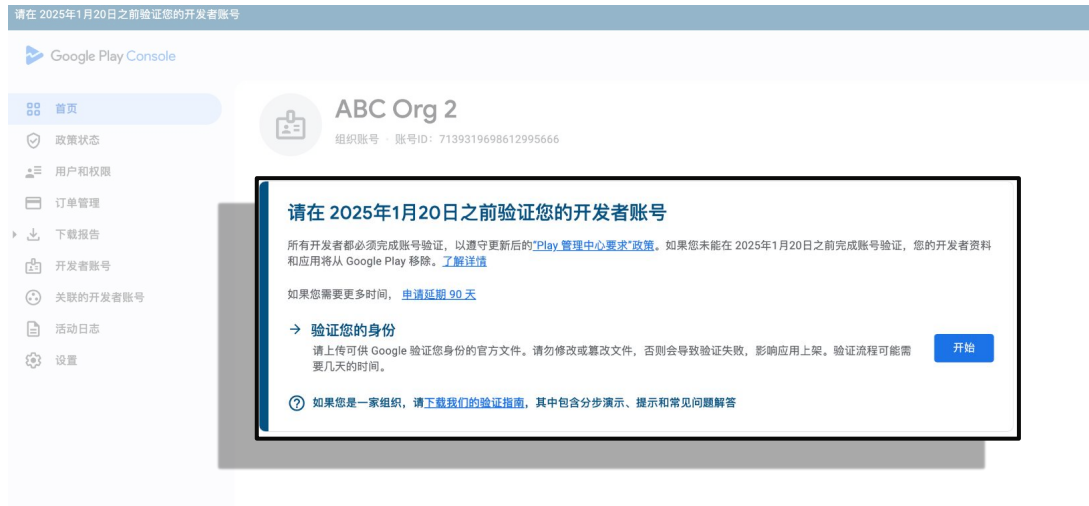 请在 2025年1月20日之前验证您的开发者账号
Google Play Console
首页
政策状态
用户和权限
订单管理
下载报告
开发者账号
关联的开发者账号
活动日志
设置
ABC Org 2
组织账号 · 账号ID：7139319698612995666
请在 2025年1月20日之前验证您的开发者账号
所有开发者都必须完成账号验证，以遵守更新后的“Play 管理中心要求”政策。如果您未能在 2025年1月20日之前完成账号验证，您的开发者资料
和应用将从 Google Play 移除。了解详情
如果您需要更多时间，申请延期 90 天
验证您的身份
请上传可供 Google 验证您身份的官方文件。请勿修改或篡改文件，否则会导致验证失败，影响应用上架。验证流程可能需
要几天的时间。
开始
如果您是一家组织，请下载我们的验证指南，其中包含分步演示、提示和常见问题解答